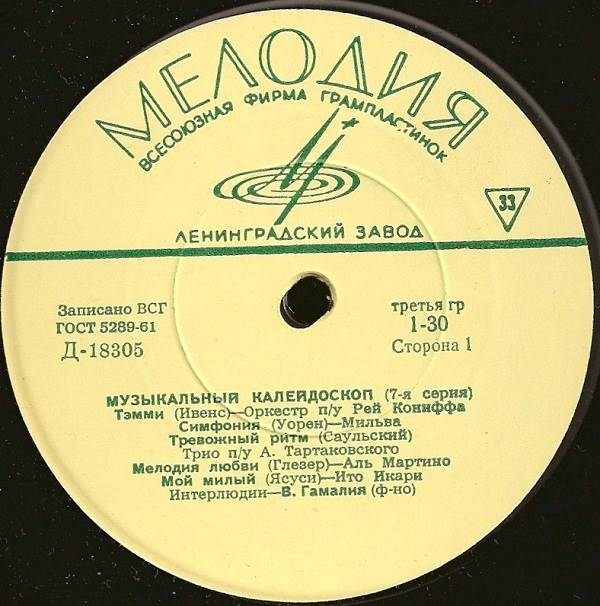 МЕЛОДИЯ
ВСЕСОЮЗНАЯ ФИРМА ГРАМПЛАСТИНОК
33
ЛЕНИНГРАДСКИЙ ЗАВОД
Записано ВСГ
ГОСТ 5289-61
Д-18305
третья гр
1-30
Сторона 1
МУЗЫКАЛЬНЫЙ КАЛЕЙДОСКОП (7-я серия)
Тэмми (Ивенс)—Оркестр п/у Рей Кониффа
Симфония (Уорен)—Мильва
Тревожный ритм (Саульский)
Трио п/у А. Тартаковского
Мелодия любви (Глезер)—Аль Мартино
Мой милый (Ясуси)—Ито Икари
Интерлюдии—В. Гамалия (ф-но)